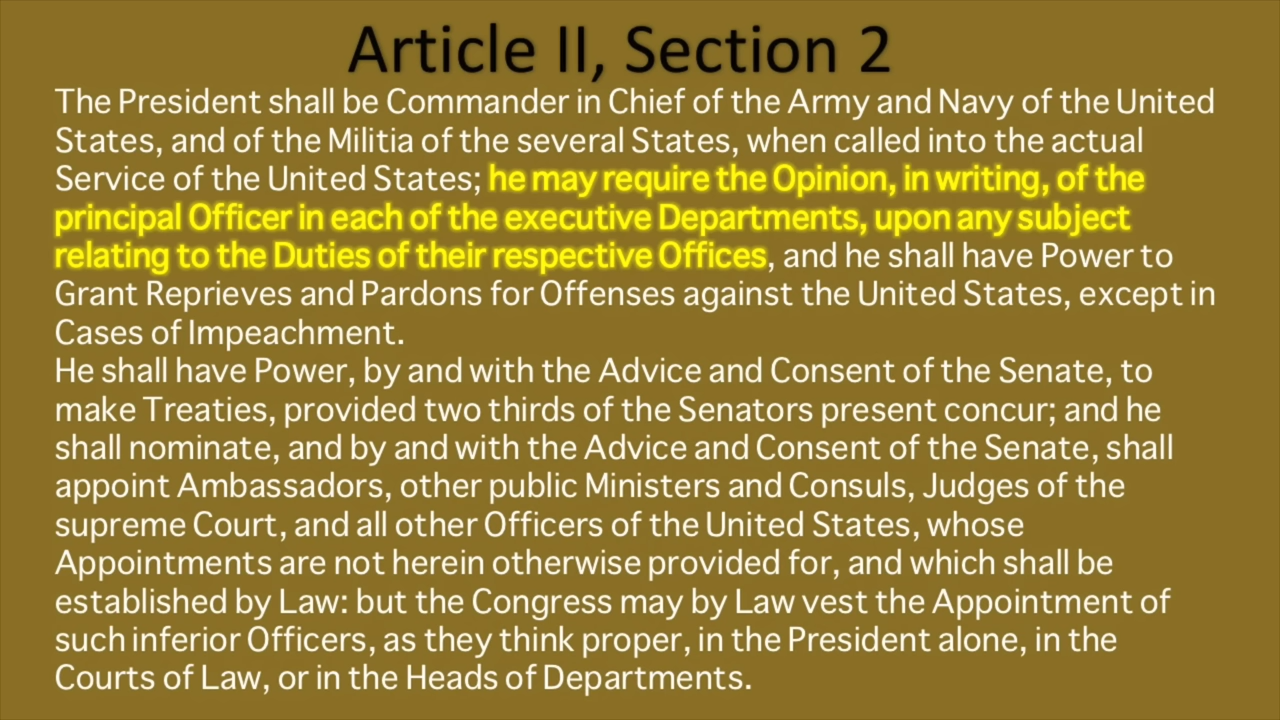 Article II, Section 2
The President shall be Commander in Chief of the Army and Navy of the United
States, and of the Militia of the several States, when called into the actual
Service of the United States; he may require the Opinion, in writing, of the
principal Officer in each of the executive Departments, upon any subject
relating to the Duties of their respective Offices, and he shall have Power to
Grant Reprieves and Pardons for Offenses against the United States, except in
Cases of Impeachment.
He shall have Power, by and with the Advice and Consent of the Senate, to
make Treaties, provided two thirds of the Senators present concur; and he
shall nominate, and by and with the Advice and Consent of the Senate, shall
appoint Ambassadors, other public Ministers and Consuls, Judges of the
supreme Court, and all other Officers of the United States, whose
Appointments are not herein otherwise provided for, and which shall be
established by Law: but the Congress may by Law vest the Appointment of
such inferior Officers, as they think proper, in the President alone, in the
Courts of Law, or in the Heads of Departments.